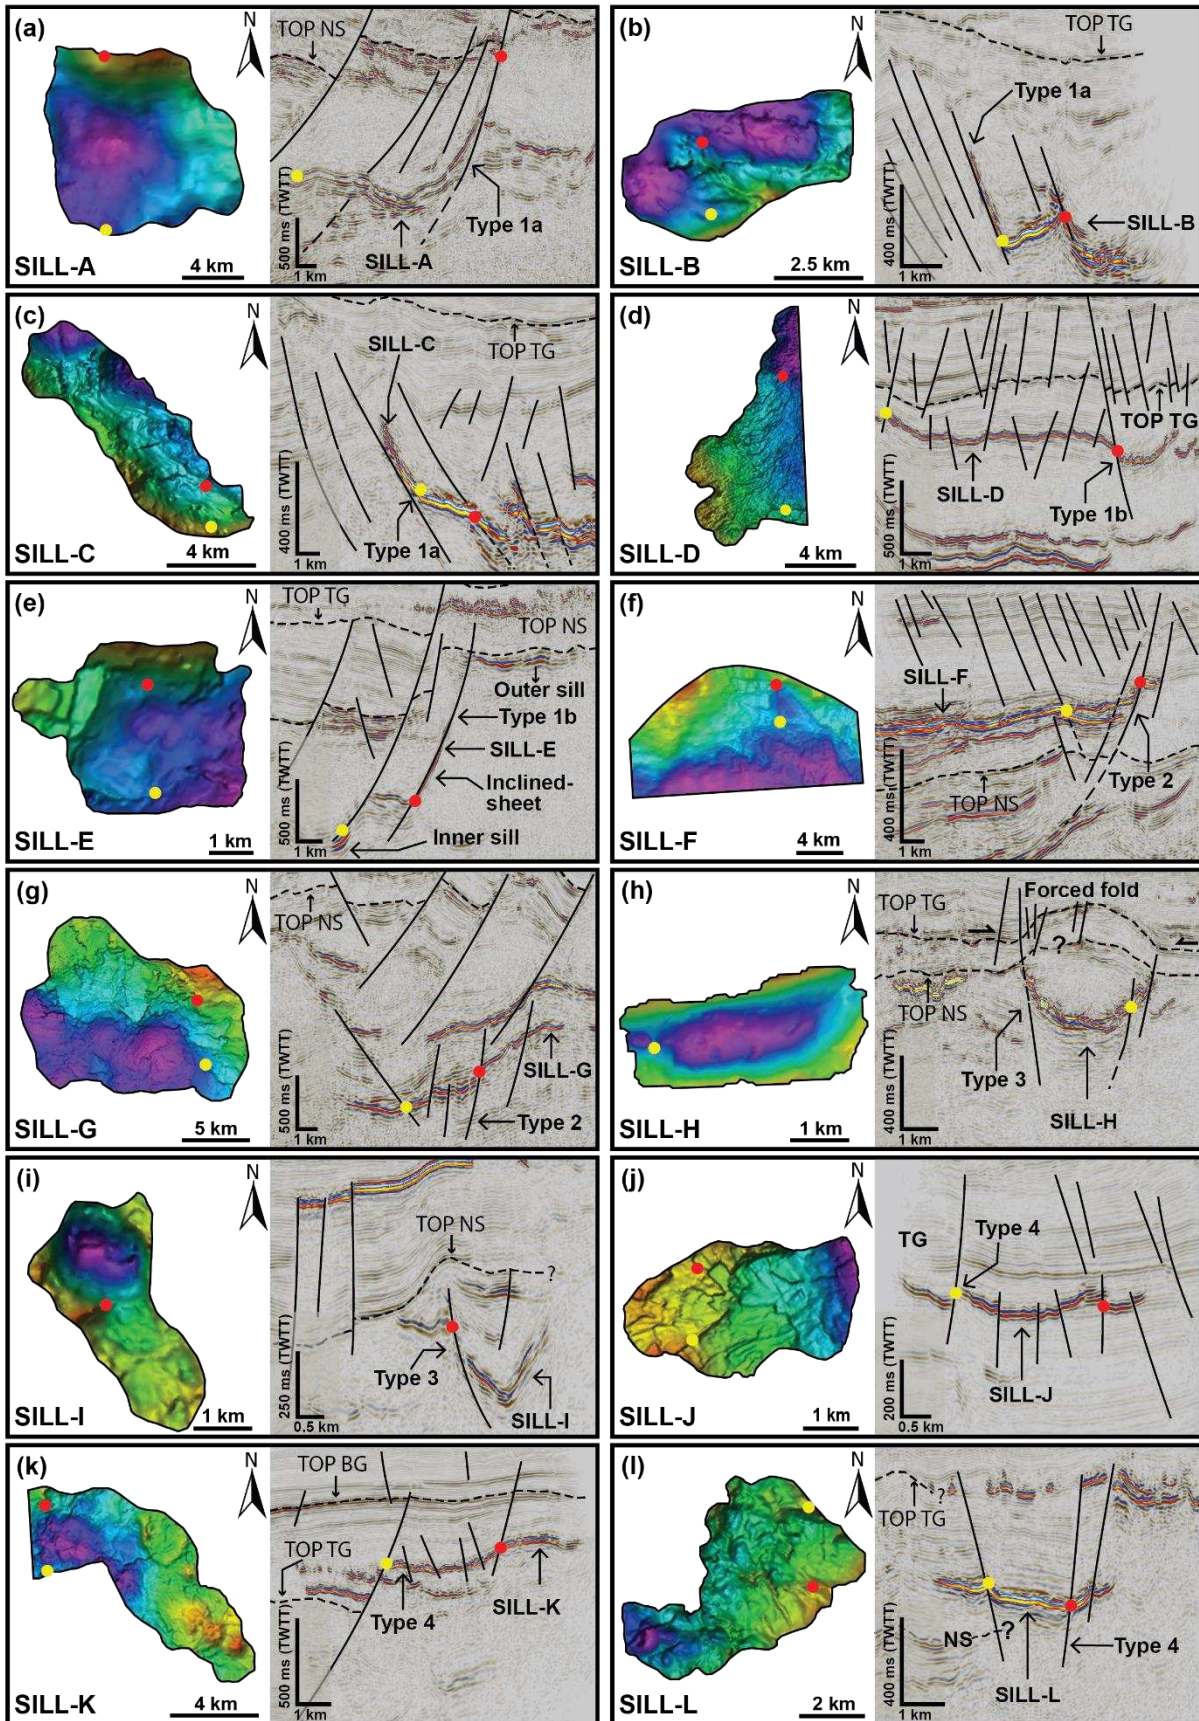 (a)
N
TOP NS
Type 1a
SILL-A
SILL-A
4 km
500 ms (TWTT)
1 km
(b)
N
TOP TG
Type 1a
SILL-B
SILL-B
2.5 km
400 ms (TWTT)
1 km
(c)
N
SILL-C
TOP TG
Type 1a
SILL-C
4 km
400 ms (TWTT)
1 km
(d)
N
TOP TG
SILL-D
Type 1b
SILL-D
4 km
500 ms (TWTT)
1 km
(e)
N
TOP TG
TOP NS
Outer sill
Type 1b
SILL-E
Inclined-
sheet
Inner sill
SILL-E
1 km
500 ms (TWTT)
1 km
(f)
N
SILL-F
TOP NS
Type 2
SILL-F
4 km
400 ms (TWTT)
1 km
(g)
N
TOP NS
SILL-G
Type 2
SILL-G
5 km
500 ms (TWTT)
1 km
(h)
N
Forced fold
TOP TG
?
TOP NS
Type 3
SILL-H
SILL-H
1 km
400 ms (TWTT)
1 km
(i)
N
TOP NS
?
Type 3
SILL-I
SILL-I
1 km
250 ms (TWTT)
0.5 km
(j)
N
TG
Type 4
SILL-J
SILL-J
1 km
200 ms (TWTT)
0.5 km
(k)
N
TOP BG
TOP TG
Type 4
SILL-K
SILL-K
4 km
500 ms (TWTT)
1 km
(l)
N
TOP TG
?
NS
?
Type 4
SILL-L
SILL-L
2 km
400 ms (TWTT)
1 km